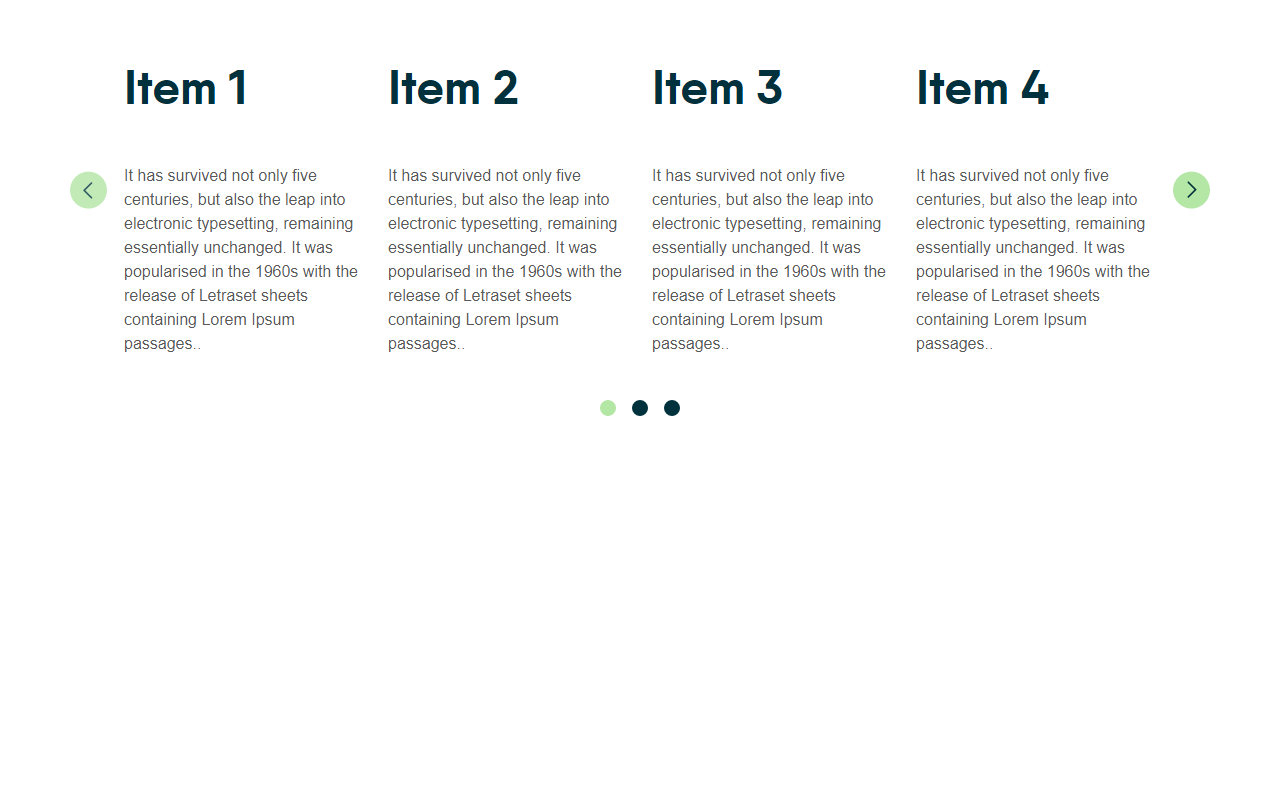 Item 1
It has survived not only five
centuries, but also the leap into
electronic typesetting, remaining
essentially unchanged. It was
popularised in the 1960s with the
release of Letraset sheets
containing Lorem Ipsum
passages..
Item 2
It has survived not only five
centuries, but also the leap into
electronic typesetting, remaining
essentially unchanged. It was
popularised in the 1960s with the
release of Letraset sheets
containing Lorem Ipsum
passages..
Item 3
It has survived not only five
centuries, but also the leap into
electronic typesetting, remaining
essentially unchanged. It was
popularised in the 1960s with the
release of Letraset sheets
containing Lorem Ipsum
passages..
Item 4
It has survived not only five
centuries, but also the leap into
electronic typesetting, remaining
essentially unchanged. It was
popularised in the 1960s with the
release of Letraset sheets
containing Lorem Ipsum
passages..